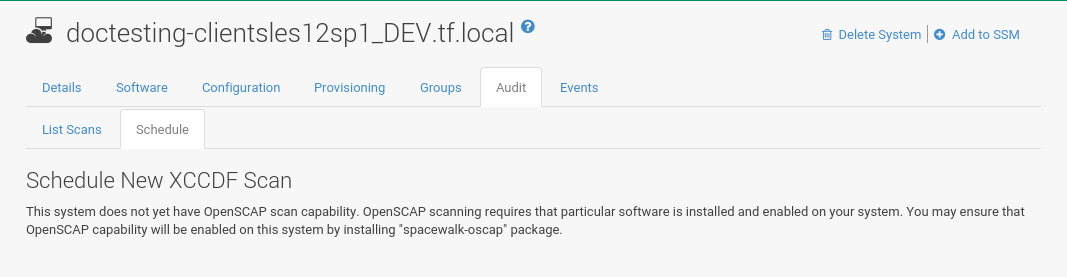 doctesting-clientsles12sp1_DEV.tf.local ?
Delete System | Add to SSM
Details Software Configuration Provisioning Groups Audit Events
List Scans Schedule
Schedule New XCCDF Scan
This system does not yet have OpenSCAP scan capability. OpenSCAP scanning requires that particular software is installed and enabled on your system. You may ensure that
OpenSCAP capability will be enabled on this system by installing "spacewalk-oscap" package.